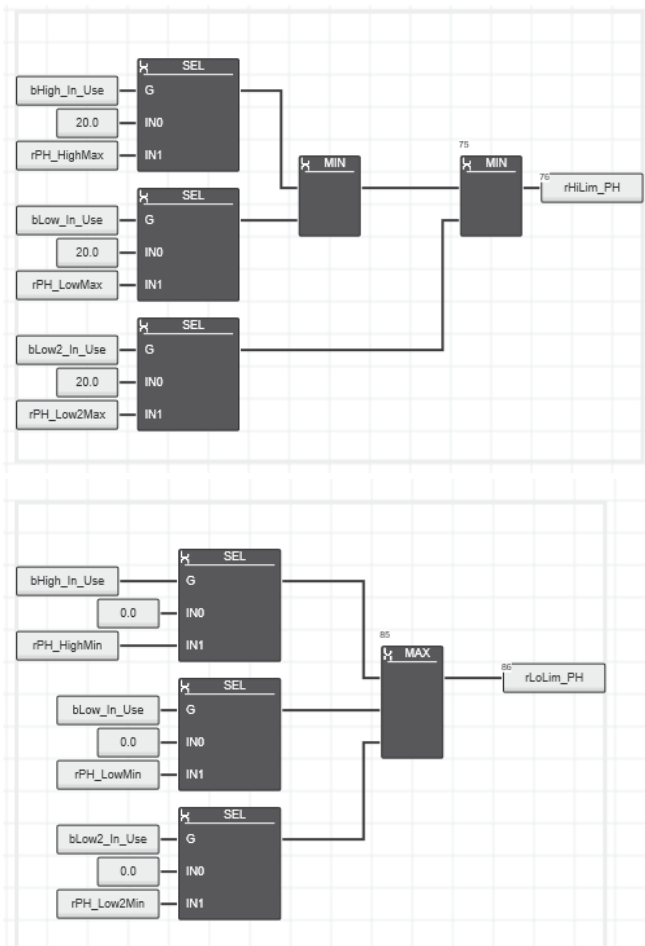 SEL
bHigh_In_Use G
20.0 IN0
rPH_HighMax IN1
SEL
bLow_In_Use G
20.0 IN0
rPH_LowMax IN1
SEL
bLow2_In_Use G
20.0 IN0
rPH_Low2Max IN1
MIN
75
MIN
76
rHiLim_PH
SEL
bHigh_In_Use G
0.0 IN0
rPH_HighMin IN1
SEL
bLow_In_Use G
0.0 IN0
rPH_LowMin IN1
SEL
bLow2_In_Use G
0.0 IN0
rPH_Low2Min IN1
85
MAX
86
rLoLim_PH